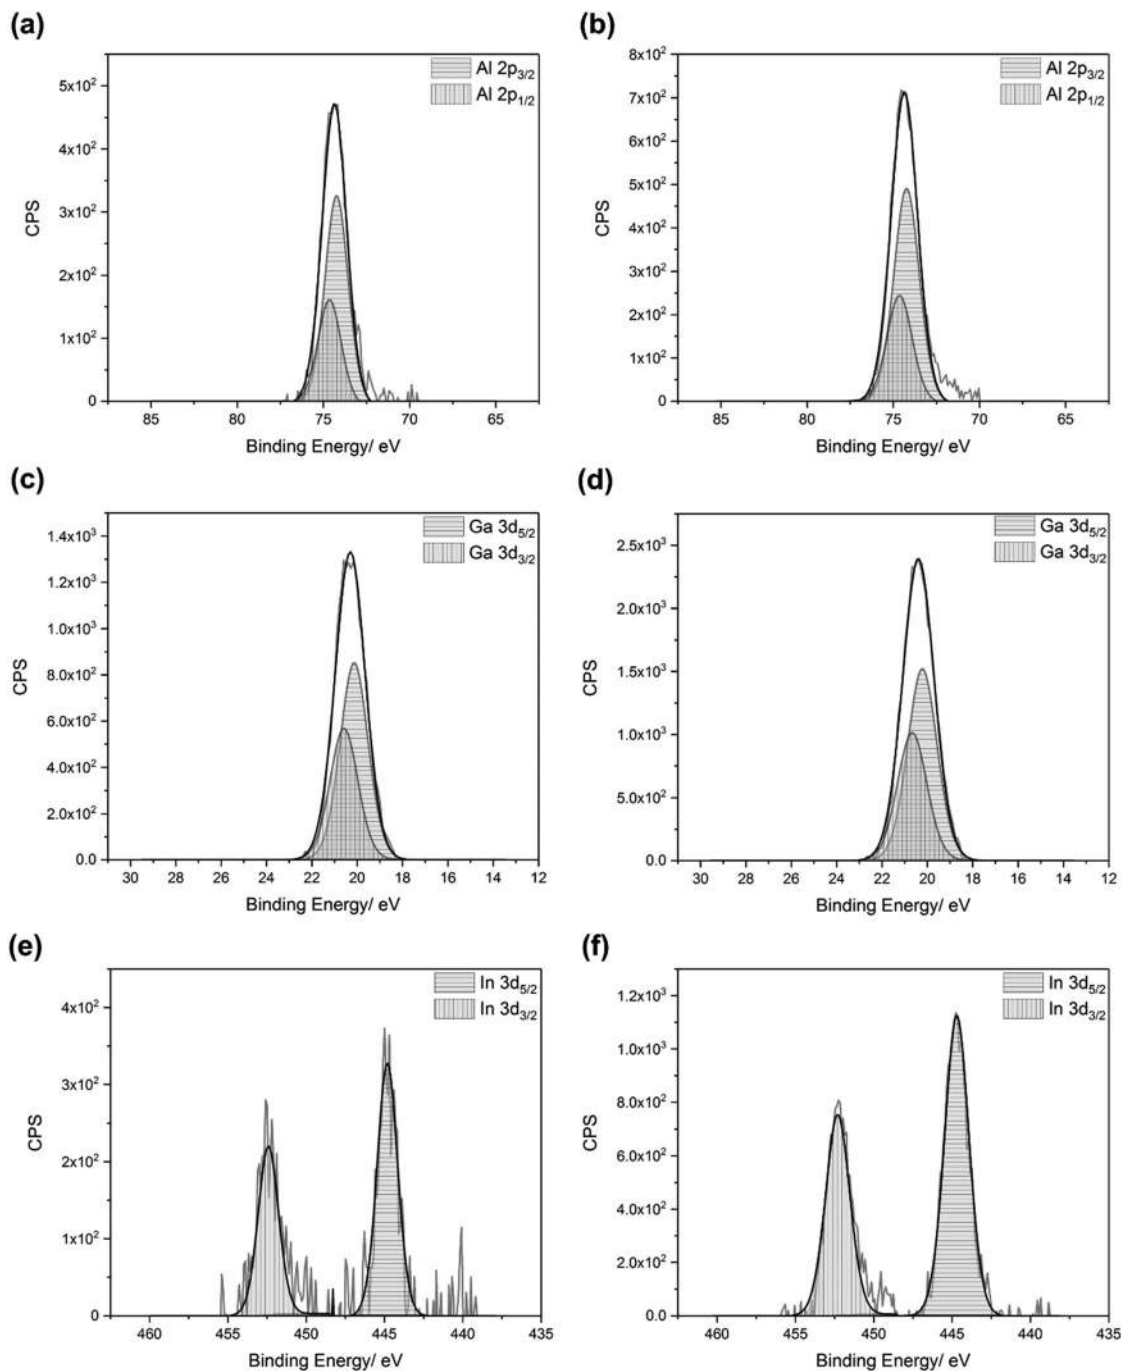 (a)
Al 2p3/2
Al 2p1/2
5x10²
4x10²
3x10²
2x10²
1x10²
0
CPS
85 80 75 70 65
Binding Energy/ eV
(b)
8x10²
Al 2p3/2
Al 2p1/2
7x10²
6x10²
5x10²
4x10²
3x10²
2x10²
1x10²
0
CPS
85 80 75 70 65
Binding Energy/ eV
(c)
Ga 3d5/2
Ga 3d3/2
1.4x10³
1.2x10³
1.0x10³
8.0x10²
6.0x10²
4.0x10²
2.0x10²
0.0
CPS
30 28 26 24 22 20 18 16 14 12
Binding Energy/ eV
(d)
Ga 3d5/2
Ga 3d3/2
2.5x10³
2.0x10³
1.5x10³
1.0x10³
5.0x10²
0.0
CPS
30 28 26 24 22 20 18 16 14 12
Binding Energy/ eV
(e)
In 3d5/2
In 3d3/2
4x10²
3x10²
2x10²
1x10²
0
CPS
460 455 450 445 440 435
Binding Energy/ eV
(f)
In 3d5/2
In 3d3/2
1.2x10³
1.0x10³
8.0x10²
6.0x10²
4.0x10²
2.0x10²
0.0
CPS
460 455 450 445 440 435
Binding Energy/ eV